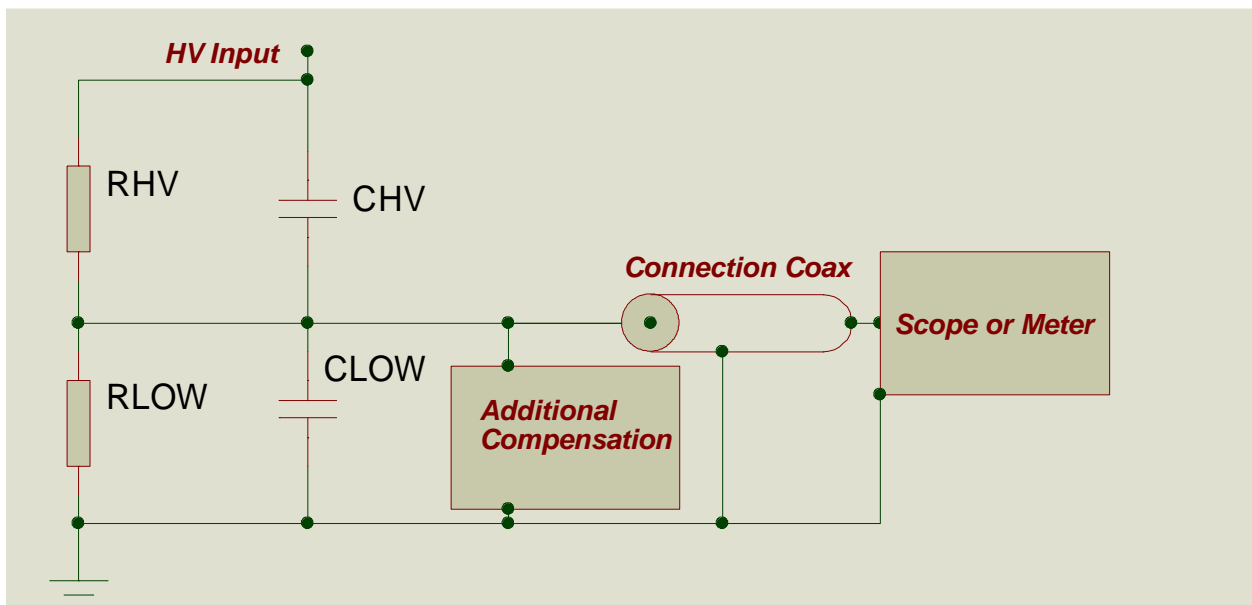 HV Input
RHV
CHV
Connection Coax
Scope or Meter
CLOW
RLOW
Additional
Compensation